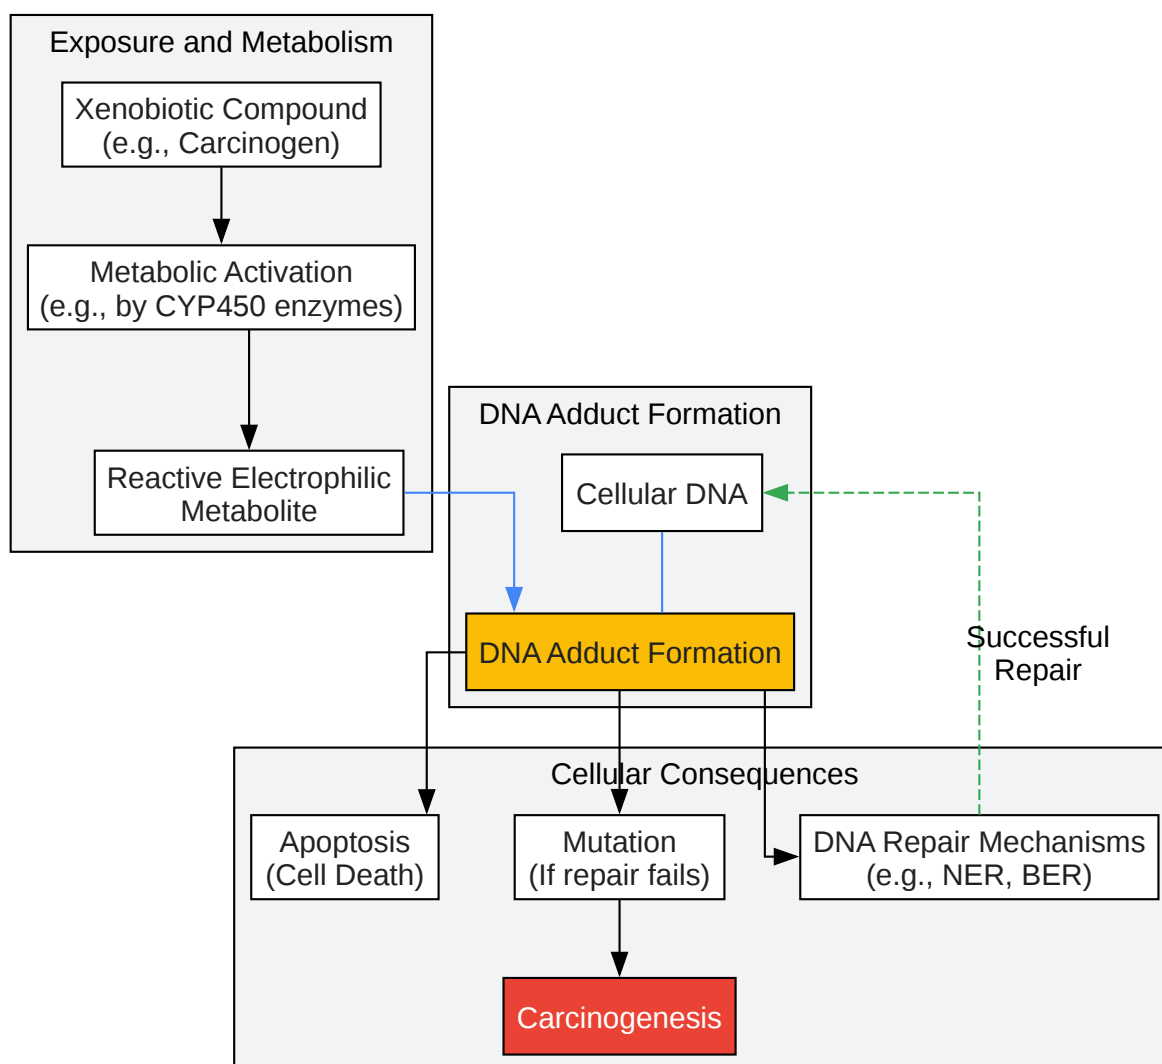 Exposure and Metabolism
Xenobiotic Compound
(e.g., Carcinogen)
Metabolic Activation
(e.g., by CYP450 enzymes)
Reactive Electrophilic
Metabolite
DNA Adduct Formation
Cellular DNA
DNA Adduct Formation
Successful
Repair
Cellular Consequences
Apoptosis
(Cell Death)
Mutation
(If repair fails)
DNA Repair Mechanisms
(e.g., NER, BER)
Carcinogenesis